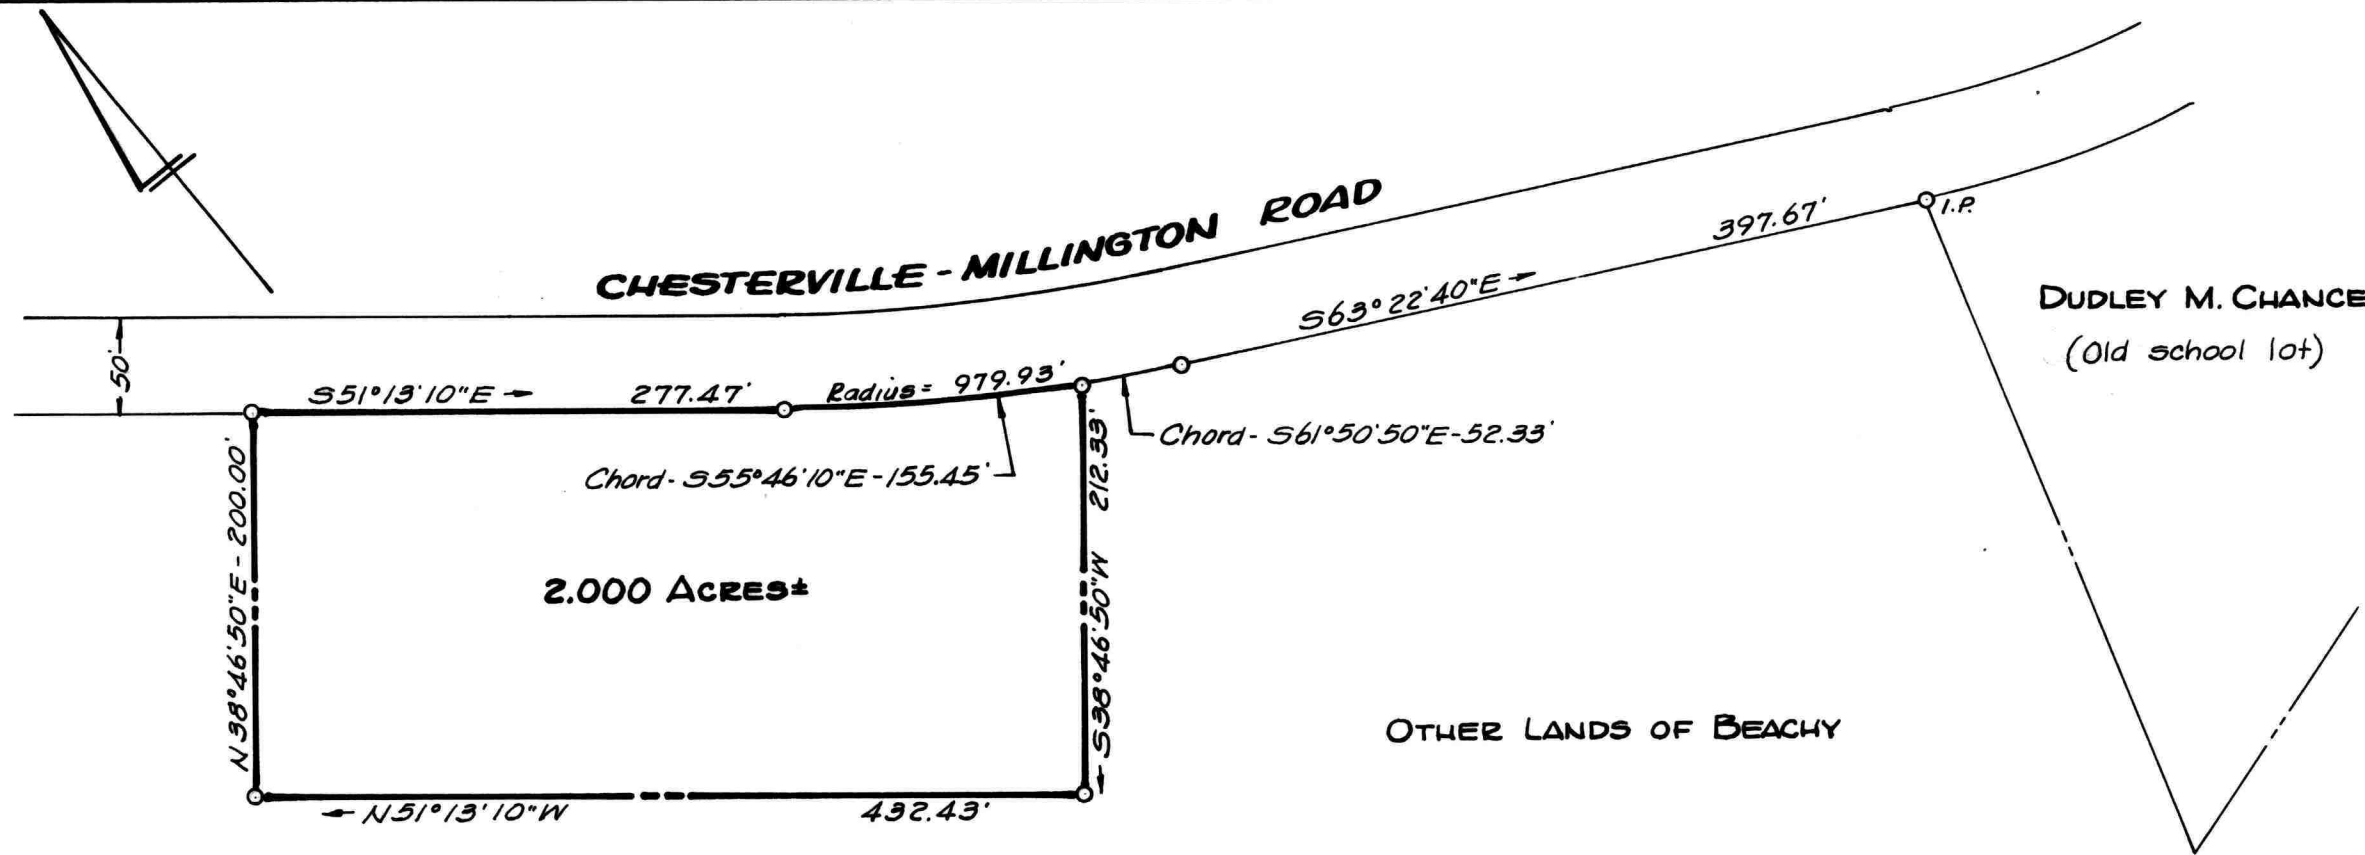 CHESTERVILLE - MILLINGTON ROAD
50'
S51°13'10"E
277.47'
Radius = 979.93'
Chord - S55°46'10"E - 155.45'
Chord - S61°50'50"E - 52.33'
S63°22'40"E
397.67'
I.P.
DUDLEY M. CHANCE
(Old school lot)
N38°46'50"E - 200.00'
2.000 ACRES±
S38°46'50"W 212.33'
OTHER LANDS OF BEACHY
N51°13'10"W
432.43'